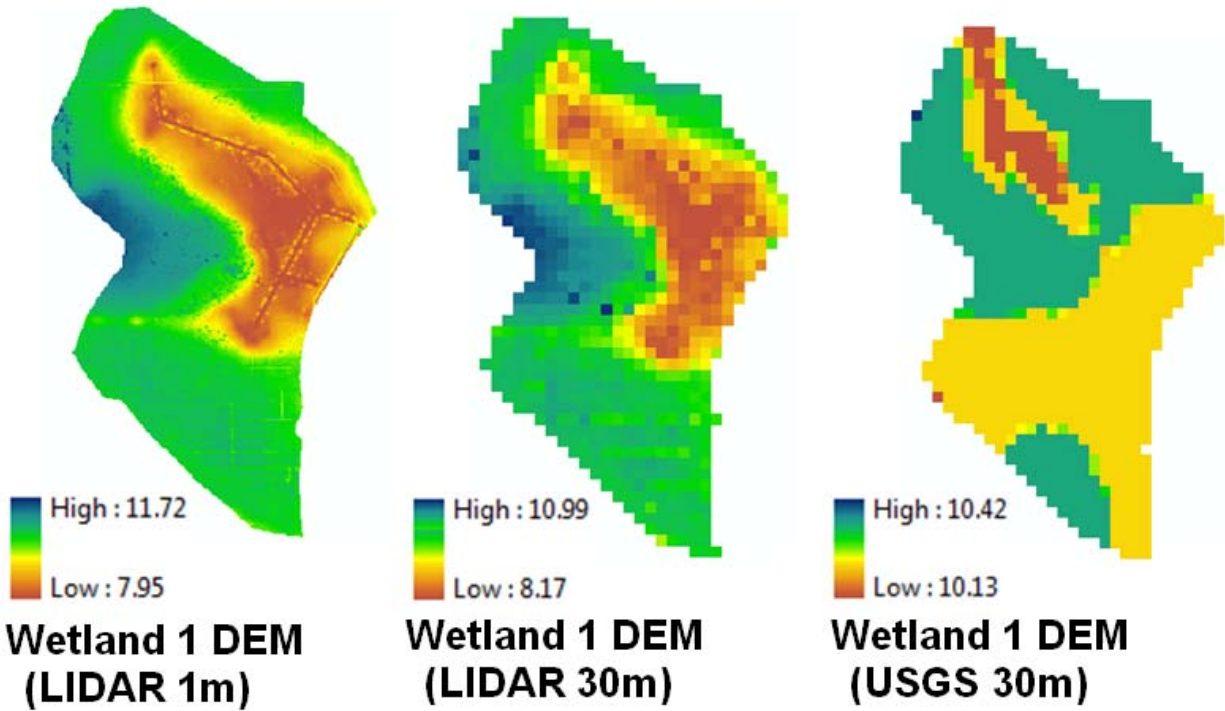 High : 11.72
Low : 7.95
Wetland 1 DEM
(LIDAR 1m)
High : 10.99
Low : 8.17
Wetland 1 DEM
(LIDAR 30m)
High : 10.42
Low : 10.13
Wetland 1 DEM
(USGS 30m)